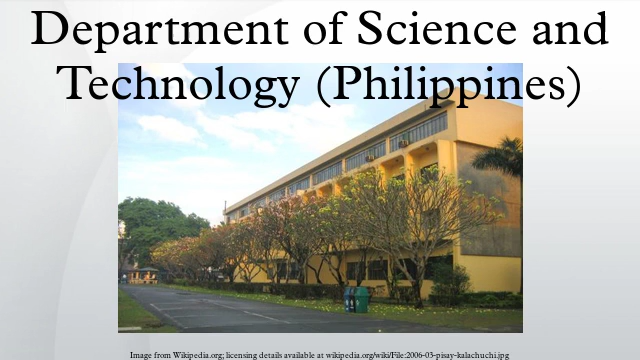 Department of Science and
Technology (Philippines)
Image from Wikipedia.org; licensing details available at wikipedia.org/wiki/File:2006-03-pisay-kalachuchi.jpg